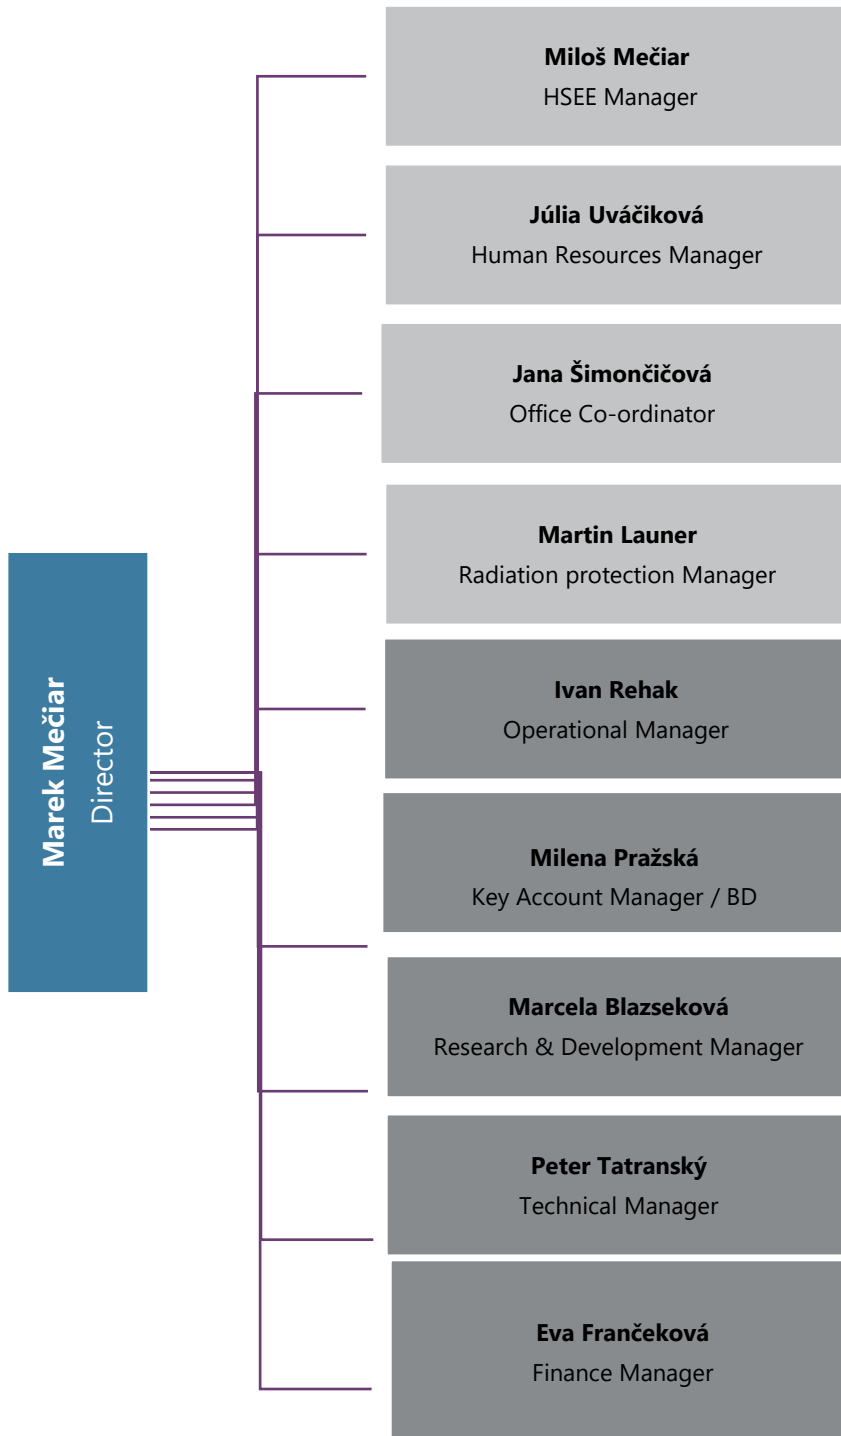 Miloš Mečiar
HSEE Manager
Júlia Uváčiková
Human Resources Manager
Jana Šimončičová
Office Co-ordinator
Martin Launer
Radiation protection Manager
Marek Mečiar
Director
Ivan Rehak
Operational Manager
Milena Pražská
Key Account Manager / BD
Marcela Blazseková
Research & Development Manager
Peter Tatranský
Technical Manager
Eva Frančeková
Finance Manager